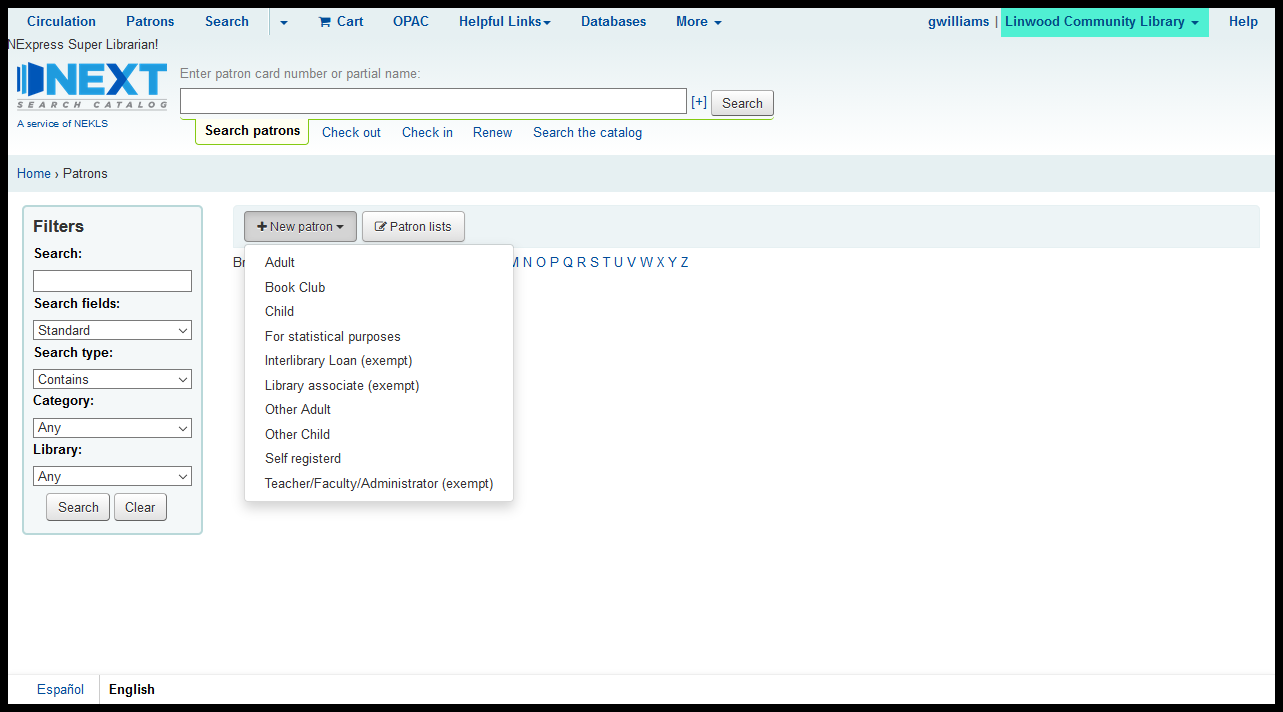 Circulation Patrons Search Cart OPAC Helpful Links Databases More gwilliams | Linwood Community Library Help
NExpress Super Librarian!
NEXT
SEARCH CATALOG
A service of NEKLS
Enter patron card number or partial name:
[+] Search
Search patrons Check out Check in Renew Search the catalog
Home › Patrons
Filters
Search:
Search fields:
Standard
Search type:
Contains
Category:
Any
Library:
Any
Search Clear
+ New patron Patron lists
Br M N O P Q R S T U V W X Y Z
Adult
Book Club
Child
For statistical purposes
Interlibrary Loan (exempt)
Library associate (exempt)
Other Adult
Other Child
Self registerd
Teacher/Faculty/Administrator (exempt)
Español English